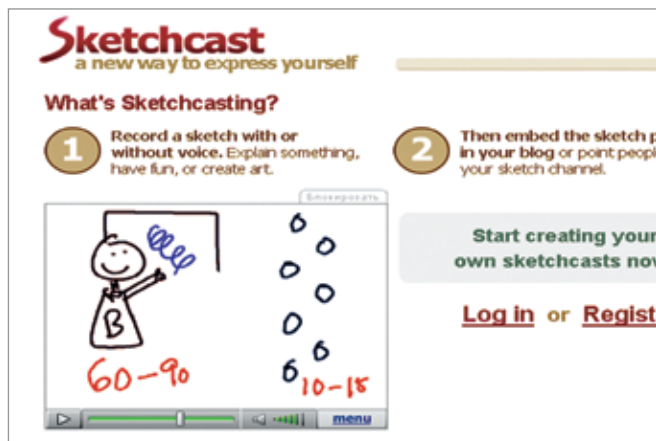 Sketchcast
a new way to express yourself
What's Sketchcasting?
1
Record a sketch with or
without voice. Explain something,
have fun, or create art.
2
Then embed the sketch p
in your blog or point peopl
your sketch channel.
Блокировать
B
60-90
10-18
Start creating your
own sketchcasts nov
Log in or Regist
menu